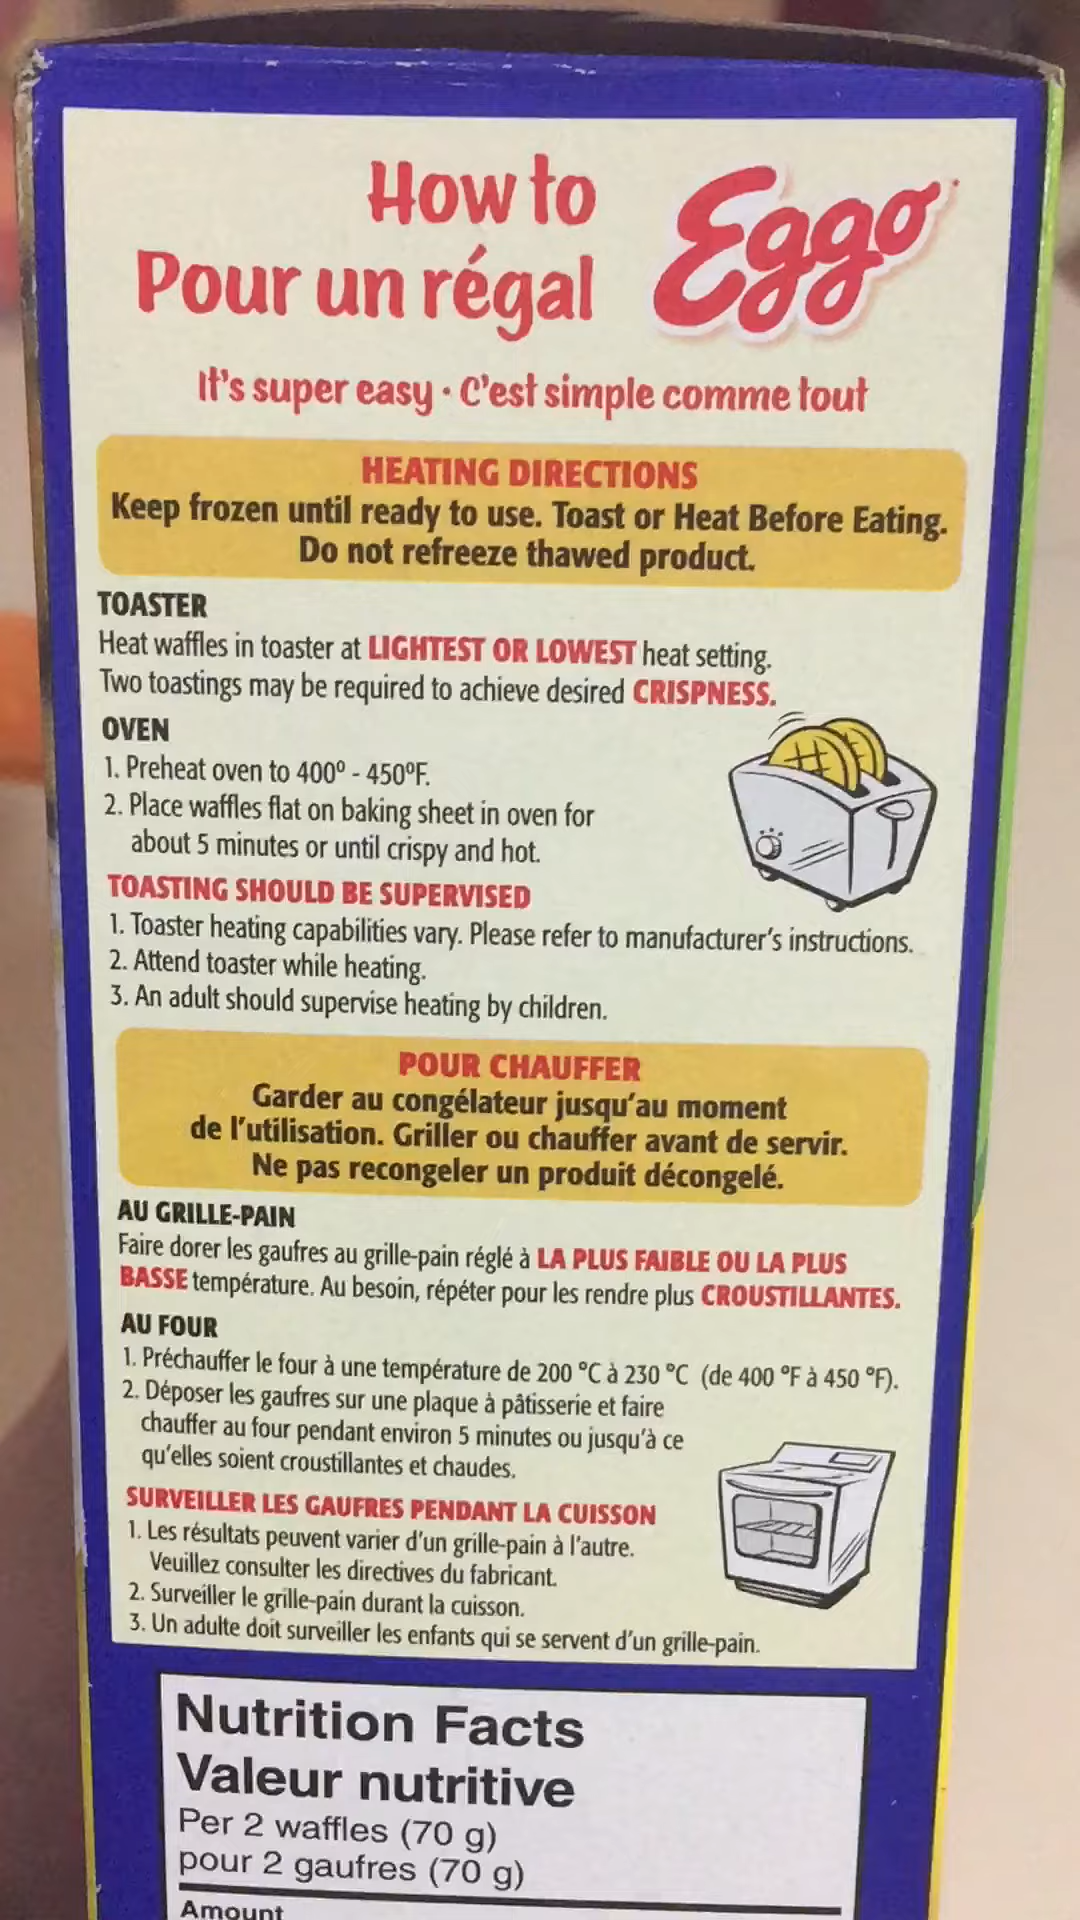 How to
Pour un régal
Eggo
It's super easy · C'est simple comme tout
HEATING DIRECTIONS
Keep frozen until ready to use. Toast or Heat Before Eating.
Do not refreeze thawed product.
TOASTER
Heat waffles in toaster at LIGHTEST OR LOWEST heat setting.
Two toastings may be required to achieve desired CRISPNESS.
OVEN
1. Preheat oven to 400º - 450ºF.
2. Place waffles flat on baking sheet in oven for
about 5 minutes or until crispy and hot.
TOASTING SHOULD BE SUPERVISED
1. Toaster heating capabilities vary. Please refer to manufacturer's instructions.
2. Attend toaster while heating.
3. An adult should supervise heating by children.
POUR CHAUFFER
Garder au congélateur jusqu'au moment
de l'utilisation. Griller ou chauffer avant de servir.
Ne pas recongeler un produit décongelé.
AU GRILLE-PAIN
Faire dorer les gaufres au grille-pain réglé à LA PLUS FAIBLE OU LA PLUS
BASSE température. Au besoin, répéter pour les rendre plus CROUSTILLANTES.
AU FOUR
1. Préchauffer le four à une température de 200 °C à 230 °C (de 400 °F à 450 °F).
2. Déposer les gaufres sur une plaque à pâtisserie et faire
chauffer au four pendant environ 5 minutes ou jusqu'à ce
qu'elles soient croustillantes et chaudes.
SURVEILLER LES GAUFRES PENDANT LA CUISSON
1. Les résultats peuvent varier d'un grille-pain à l'autre.
Veuillez consulter les directives du fabricant.
2. Surveiller le grille-pain durant la cuisson.
3. Un adulte doit surveiller les enfants qui se servent d'un grille-pain.
Nutrition Facts
Valeur nutritive
Per 2 waffles (70 g)
pour 2 gaufres (70 g)
Amount